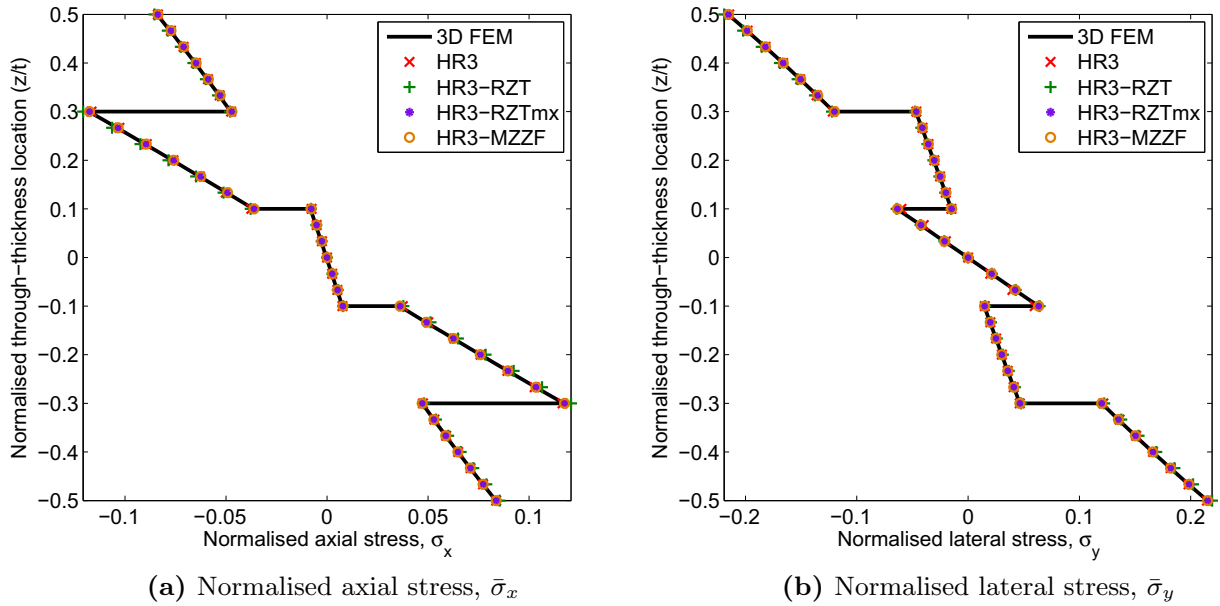 0.5
0.4
0.3
0.2
0.1
0
−0.1
−0.2
−0.3
−0.4
−0.5
Normalised through−thickness location (z/t)
3D FEM
HR3
HR3−RZT
HR3−RZTmx
HR3−MZZF
−0.1 −0.05 0 0.05 0.1
Normalised axial stress, σ_x
(a) Normalised axial stress, σ̄_x
0.5
0.4
0.3
0.2
0.1
0
−0.1
−0.2
−0.3
−0.4
−0.5
Normalised through−thickness location (z/t)
3D FEM
HR3
HR3−RZT
HR3−RZTmx
HR3−MZZF
−0.2 −0.1 0 0.1 0.2
Normalised lateral stress, σ_y
(b) Normalised lateral stress, σ̄_y